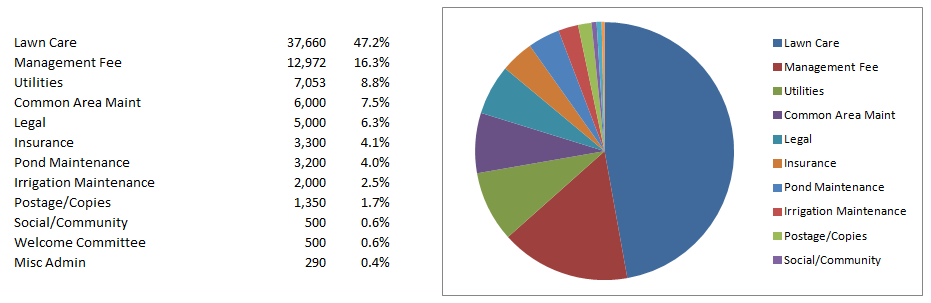 Lawn Care 37,660 47.2%
Management Fee 12,972 16.3%
Utilities 7,053 8.8%
Common Area Maint 6,000 7.5%
Legal 5,000 6.3%
Insurance 3,300 4.1%
Pond Maintenance 3,200 4.0%
Irrigation Maintenance 2,000 2.5%
Postage/Copies 1,350 1.7%
Social/Community 500 0.6%
Welcome Committee 500 0.6%
Misc Admin 290 0.4%
Lawn Care
Management Fee
Utilities
Common Area Maint
Legal
Insurance
Pond Maintenance
Irrigation Maintenance
Postage/Copies
Social/Community